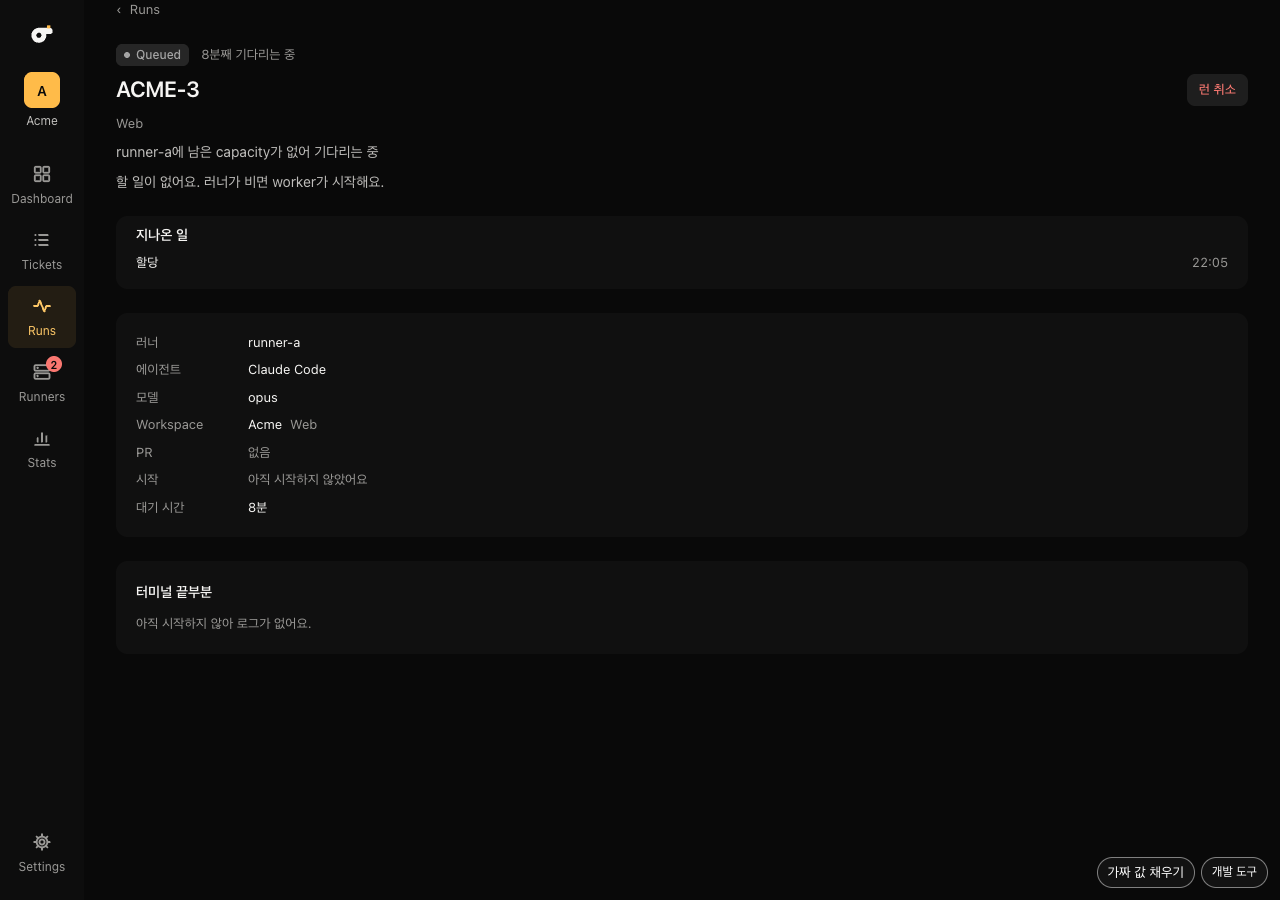 ‹ Runs
Queued 8분째 기다리는 중
ACME-3
런 취소
Web
runner-a에 남은 capacity가 없어 기다리는 중
할 일이 없어요. 러너가 비면 worker가 시작해요.
지나온 일
할당 22:05
러너 runner-a
에이전트 Claude Code
모델 opus
Workspace Acme Web
PR 없음
시작 아직 시작하지 않았어요
대기 시간 8분
터미널 끝부분
아직 시작하지 않아 로그가 없어요.
A
Acme
Dashboard
Tickets
Runs
2
Runners
Stats
Settings
가짜 값 채우기
개발 도구